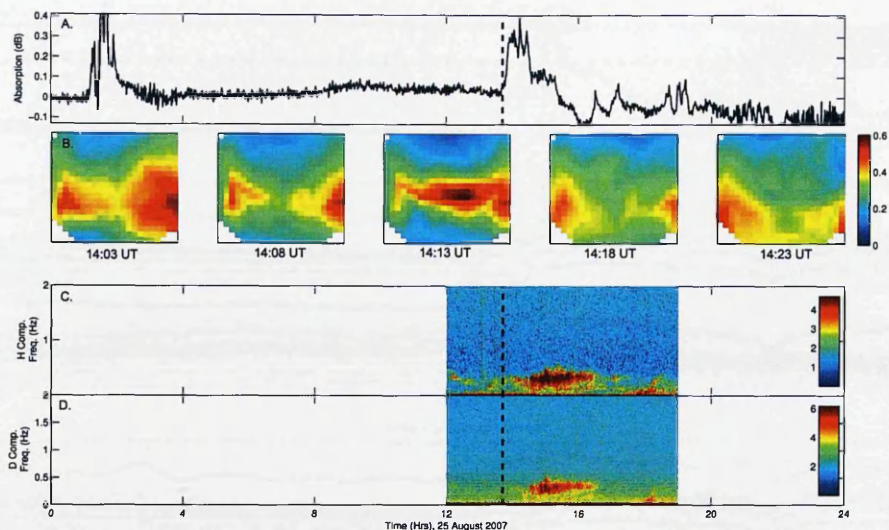 A.
Absorption (dB)
0.4
0.3
0.2
0.1
0
-0.1
B.
0.6
0.4
0.2
0
14:03 UT
14:08 UT
14:13 UT
14:18 UT
14:23 UT
C.
H Comp.
Freq. (Hz)
2
1
2
4
3
2
1
D.
D Comp.
Freq. (Hz)
1.5
1
0.5
0
6
4
2
0
4
8
12
16
20
24
Time (Hrs), 25 August 2007